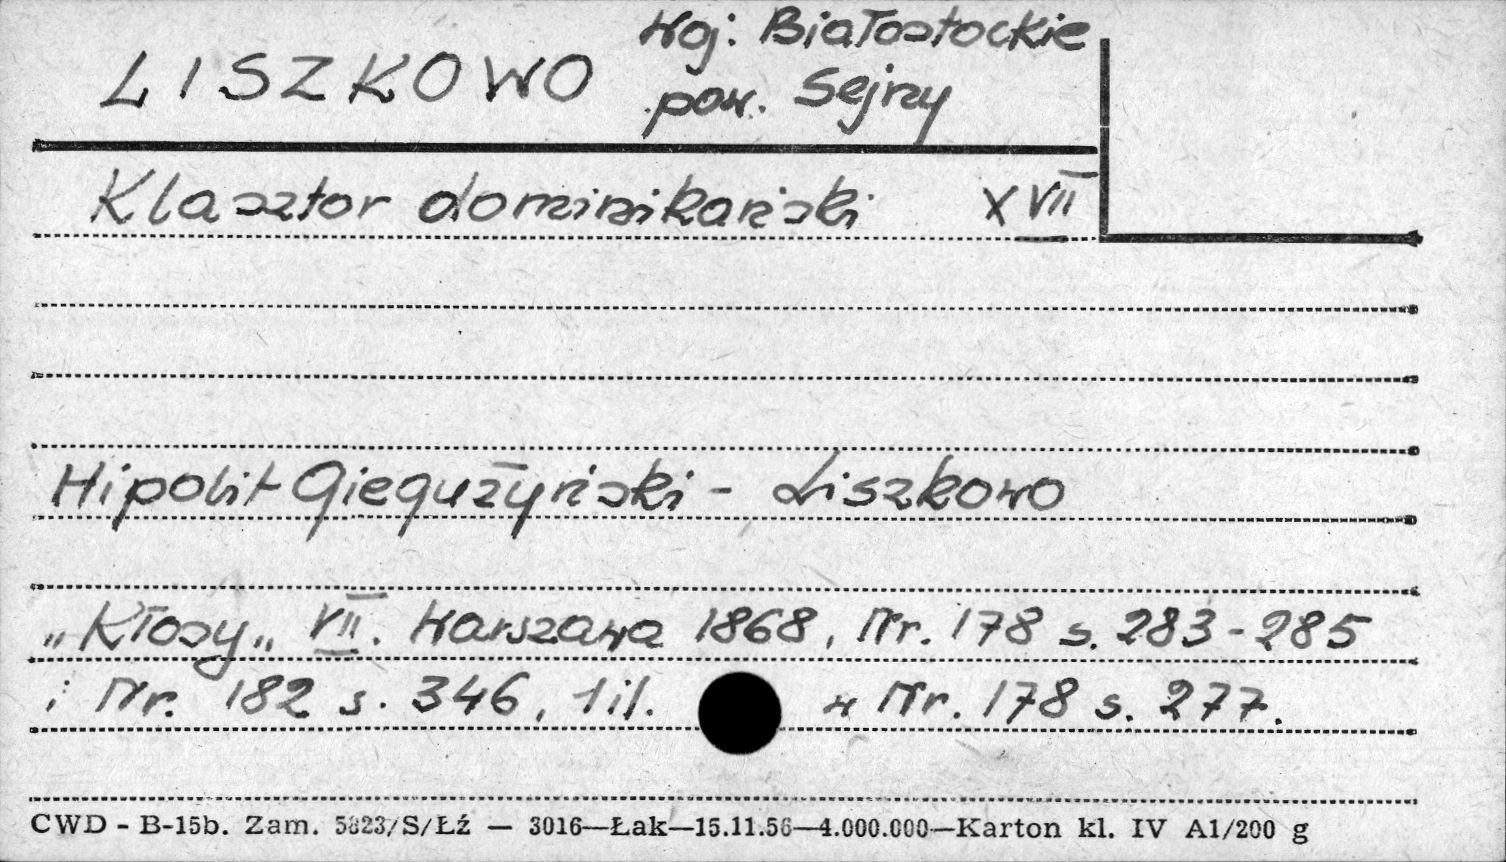 LISZKOWO woj: Białostockie
pow. Sejny
Klasztor dominikański XVII
Hipolit Giegużyński - Liszkowo
„Kłosy„ VII. Warszawa 1868, Nr. 178 s. 283-285
i Nr. 182 s. 346, 1 il. w Nr. 178 s. 277.
CWD - B-15b. Zam. 5823/S/Łź — 3016—Łak—15.11.56—4.000.000—Karton kl. IV A1/200 g